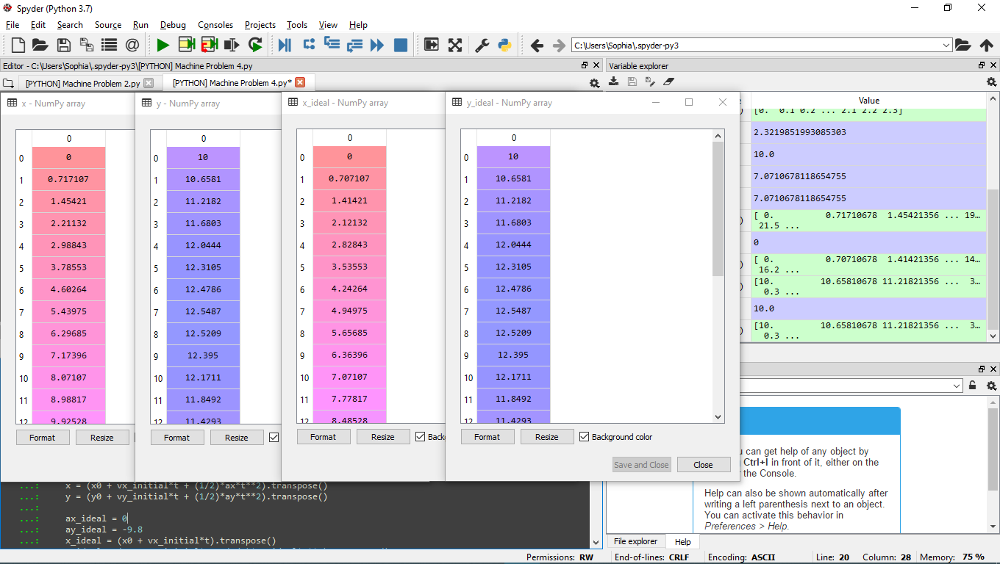 Spyder (Python 3.7)
File Edit Search Source Run Debug Consoles Projects Tools View Help
C:\Users\Sophia\.spyder-py3
Editor - C:\Users\Sophia\.spyder-py3\[PYTHON] Machine Problem 4.py
Variable explorer
[PYTHON] Machine Problem 2.py [PYTHON] Machine Problem 4.py*
x - NumPy array
0
0 0
1 0.717107
2 1.45421
3 2.21132
4 2.98843
5 3.78553
6 4.60264
7 5.43975
8 6.29685
9 7.17396
10 8.07107
11 8.98817
12 9.92528
Format Resize
y - NumPy array
0
0 10
1 10.6581
2 11.2182
3 11.6803
4 12.0444
5 12.3105
6 12.4786
7 12.5487
8 12.5209
9 12.395
10 12.1711
11 11.8492
12 11.4293
Format Resize
x_ideal - NumPy array
0
0 0
1 0.707107
2 1.41421
3 2.12132
4 2.82843
5 3.53553
6 4.24264
7 4.94975
8 5.65685
9 6.36396
10 7.07107
11 7.77817
12 8.48528
Format Resize Backg
y_ideal - NumPy array
0
0 10
1 10.6581
2 11.2182
3 11.6803
4 12.0444
5 12.3105
6 12.4786
7 12.5487
8 12.5209
9 12.395
10 12.1711
11 11.8492
12 11.4293
Format Resize Background color
Save and Close Close
Value
[0. 0.1 0.2 ... 2.1 2.2 2.3]
2.3219851993085303
10.0
7.0710678118654755
7.0710678118654755
[ 0. 0.71710678 1.45421356 ... 19…
21.5 ...
0
[ 0. 0.70710678 1.41421356 ... 14…
16.2 ...
[10. 10.65810678 11.21821356 ... 3…
0.3 ...
10.0
[10. 10.65810678 11.21821356 ... 3…
0.3 ...
can get help of any object by
Ctrl+I in front of it, either on the
the Console.
Help can also be shown automatically after
writing a left parenthesis next to an object.
You can activate this behavior in
Preferences > Help.
File explorer Help
...: x = (x0 + vx_initial*t + (1/2)*ax*t**2).transpose()
...: y = (y0 + vy_initial*t + (1/2)*ay*t**2).transpose()
...:
...: ax_ideal = 0
...: ay_ideal = -9.8
...: x_ideal = (x0 + vx_initial*t).transpose()
Permissions: RW End-of-lines: CRLF Encoding: ASCII Line: 20 Column: 28 Memory: 75 %